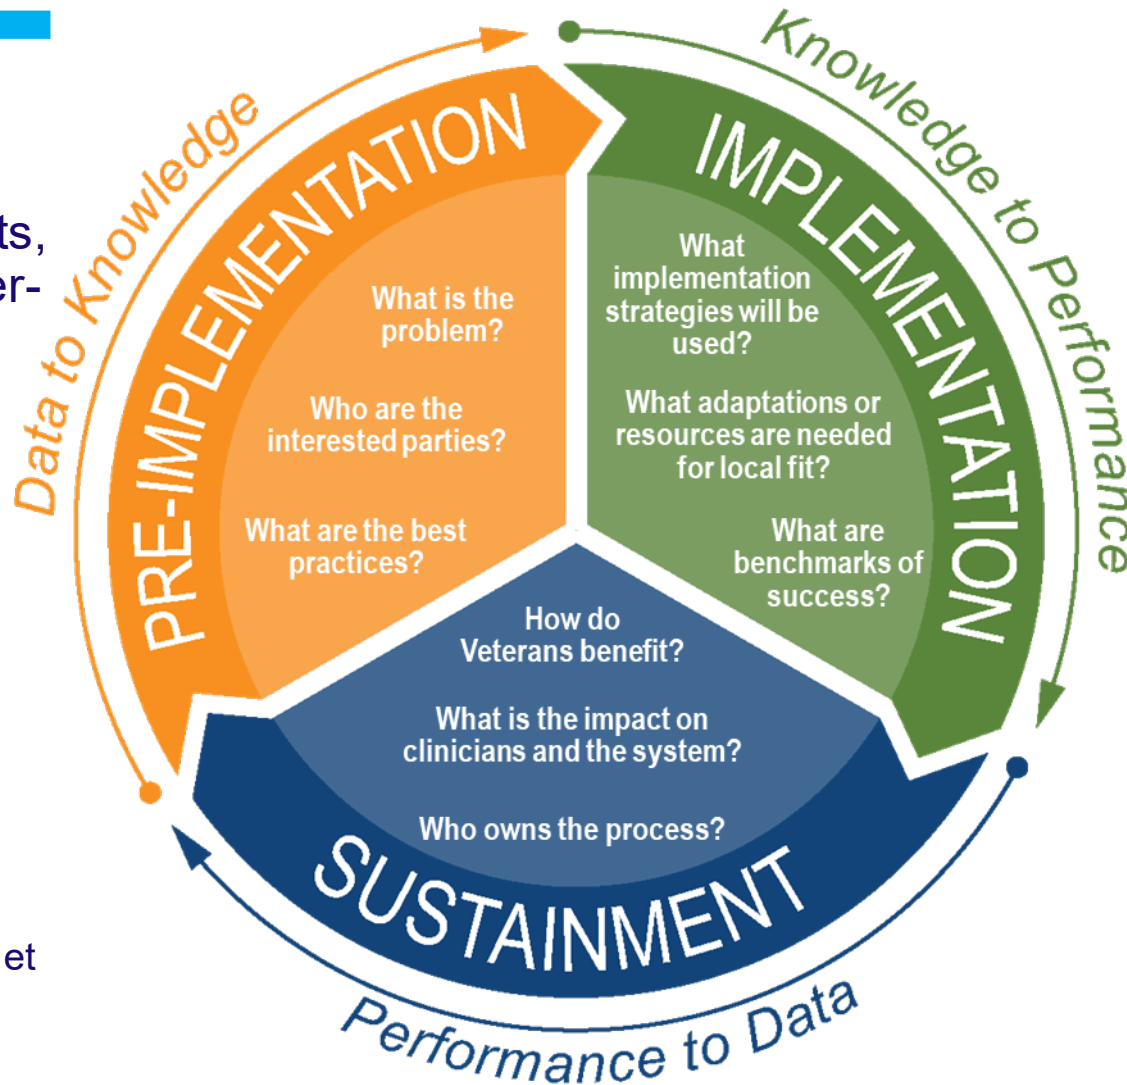 ts,
er-
et
Data to Knowledge
PRE-IMPLEMENTATION
What is the
problem?
Who are the
interested parties?
What are the best
practices?
Knowledge to Performance
IMPLEMENTATION
What
implementation
strategies will be
used?
What adaptations or
resources are needed
for local fit?
What are
benchmarks of
success?
How do
Veterans benefit?
What is the impact on
clinicians and the system?
Who owns the process?
SUSTAINMENT
Performance to Data